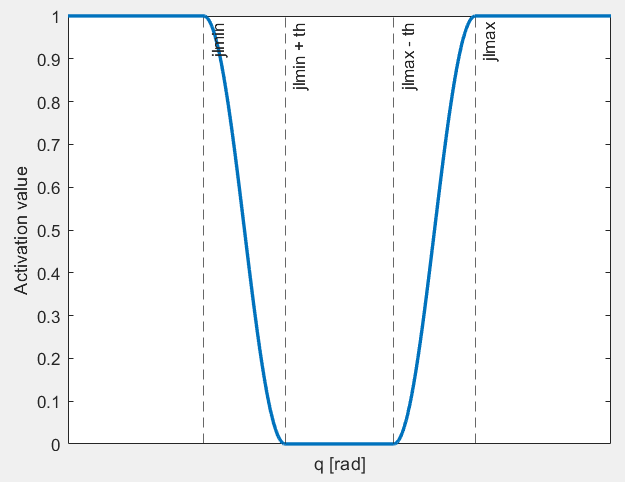 1
0.9
0.8
0.7
0.6
0.5
0.4
0.3
0.2
0.1
0
Activation value
jlmin
jlmin + th
jlmax - th
jlmax
q [rad]